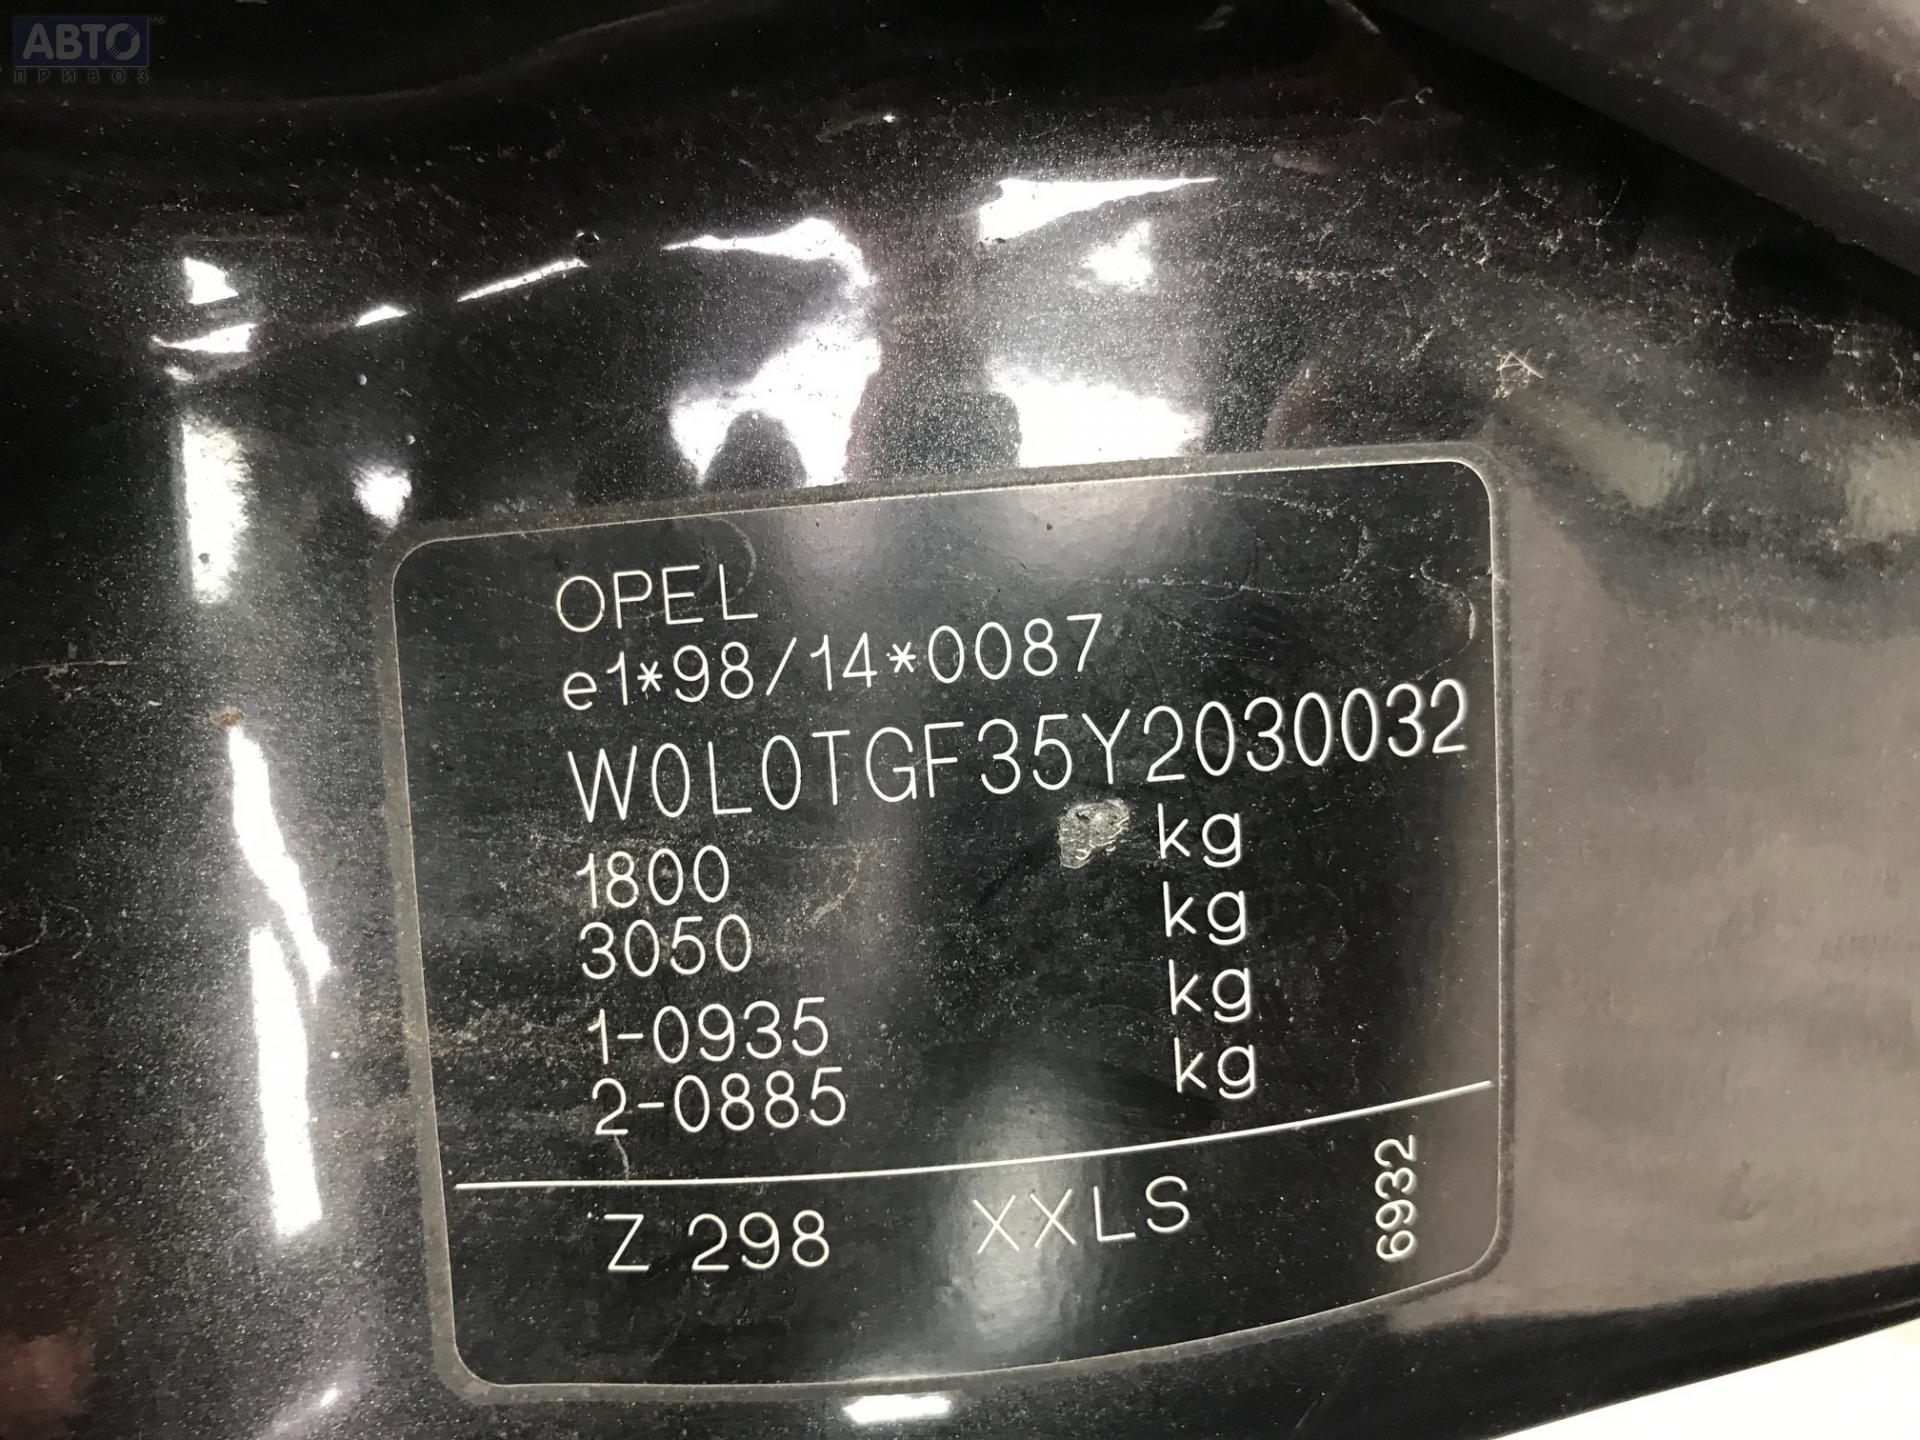 АВТО
ПРИВОЗ
OPEL
e1*98/14*0087
W0L0TGF35Y2030032
1800 kg
3050 kg
1-0935 kg
2-0885 kg
Z 298 XXLS 6932